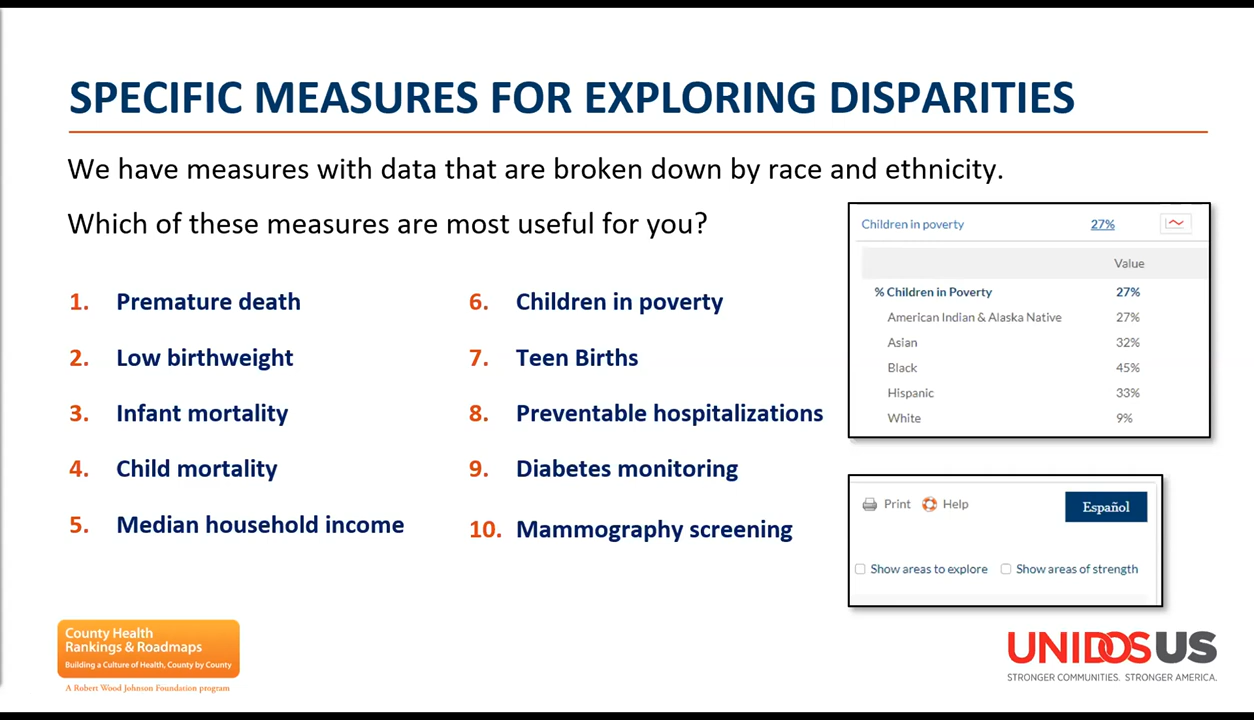 SPECIFIC MEASURES FOR EXPLORING DISPARITIES
We have measures with data that are broken down by race and ethnicity.
Which of these measures are most useful for you?
1. Premature death
2. Low birthweight
3. Infant mortality
4. Child mortality
5. Median household income
6. Children in poverty
7. Teen Births
8. Preventable hospitalizations
9. Diabetes monitoring
10. Mammography screening
Children in poverty 27%
Value
% Children in Poverty 27%
American Indian & Alaska Native 27%
Asian 32%
Black 45%
Hispanic 33%
White 9%
Print Help Español
Show areas to explore Show areas of strength
County Health
Rankings & Roadmaps
Building a Culture of Health, County by County
A Robert Wood Johnson Foundation program
UNIDOSUS
STRONGER COMMUNITIES. STRONGER AMERICA.